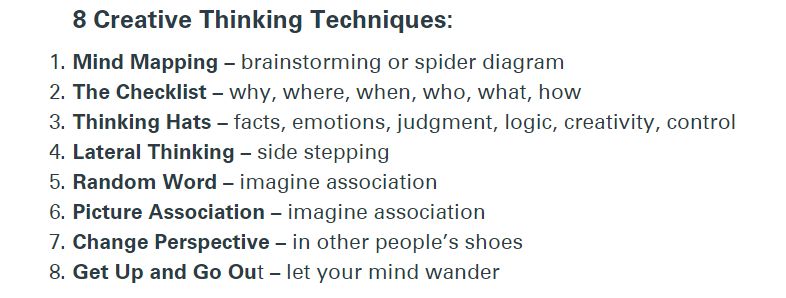 8 Creative Thinking Techniques:
1. Mind Mapping – brainstorming or spider diagram
2. The Checklist – why, where, when, who, what, how
3. Thinking Hats – facts, emotions, judgment, logic, creativity, control
4. Lateral Thinking – side stepping
5. Random Word – imagine association
6. Picture Association – imagine association
7. Change Perspective – in other people’s shoes
8. Get Up and Go Out – let your mind wander